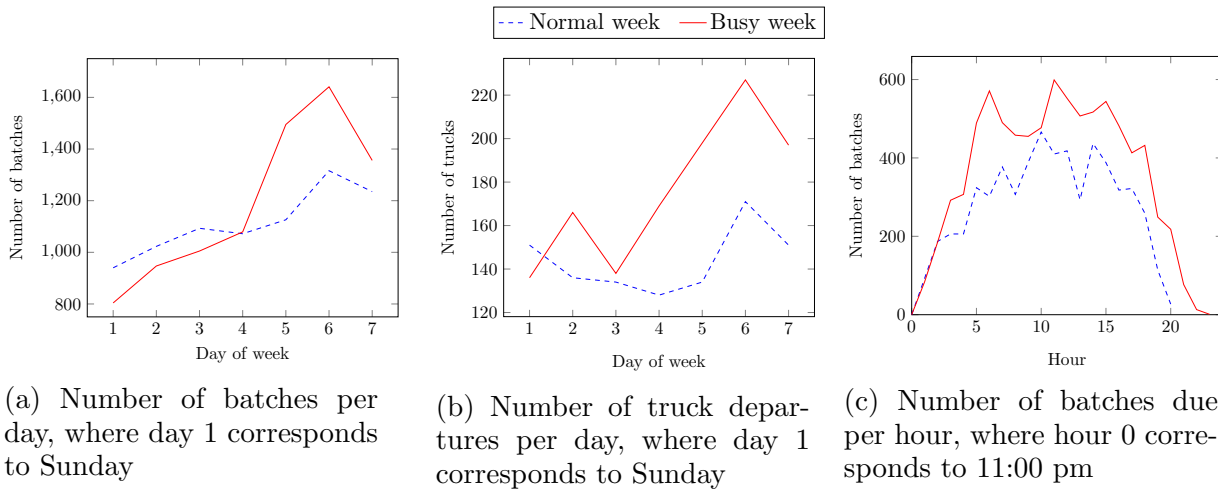 Normal week Busy week
Number of batches
1,600
1,400
1,200
1,000
800
1 2 3 4 5 6 7
Day of week
(a) Number of batches per
day, where day 1 corresponds
to Sunday
Number of trucks
220
200
180
160
140
120
1 2 3 4 5 6 7
Day of week
(b) Number of truck depar-
tures per day, where day 1
corresponds to Sunday
Number of batches
600
400
200
0
0 5 10 15 20
Hour
(c) Number of batches due
per hour, where hour 0 corre-
sponds to 11:00 pm